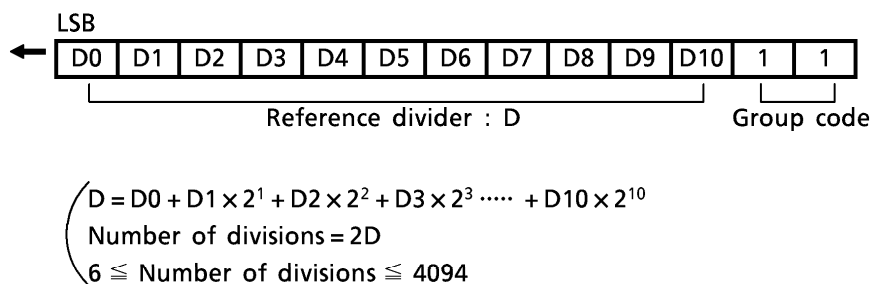 LSB
D0 D1 D2 D3 D4 D5 D6 D7 D8 D9 D10 1 1
Reference divider : D Group code
D = D0 + D1 × 2¹ + D2 × 2² + D3 × 2³ ····· + D10 × 2¹⁰
Number of divisions = 2D
6 ≦ Number of divisions ≦ 4094